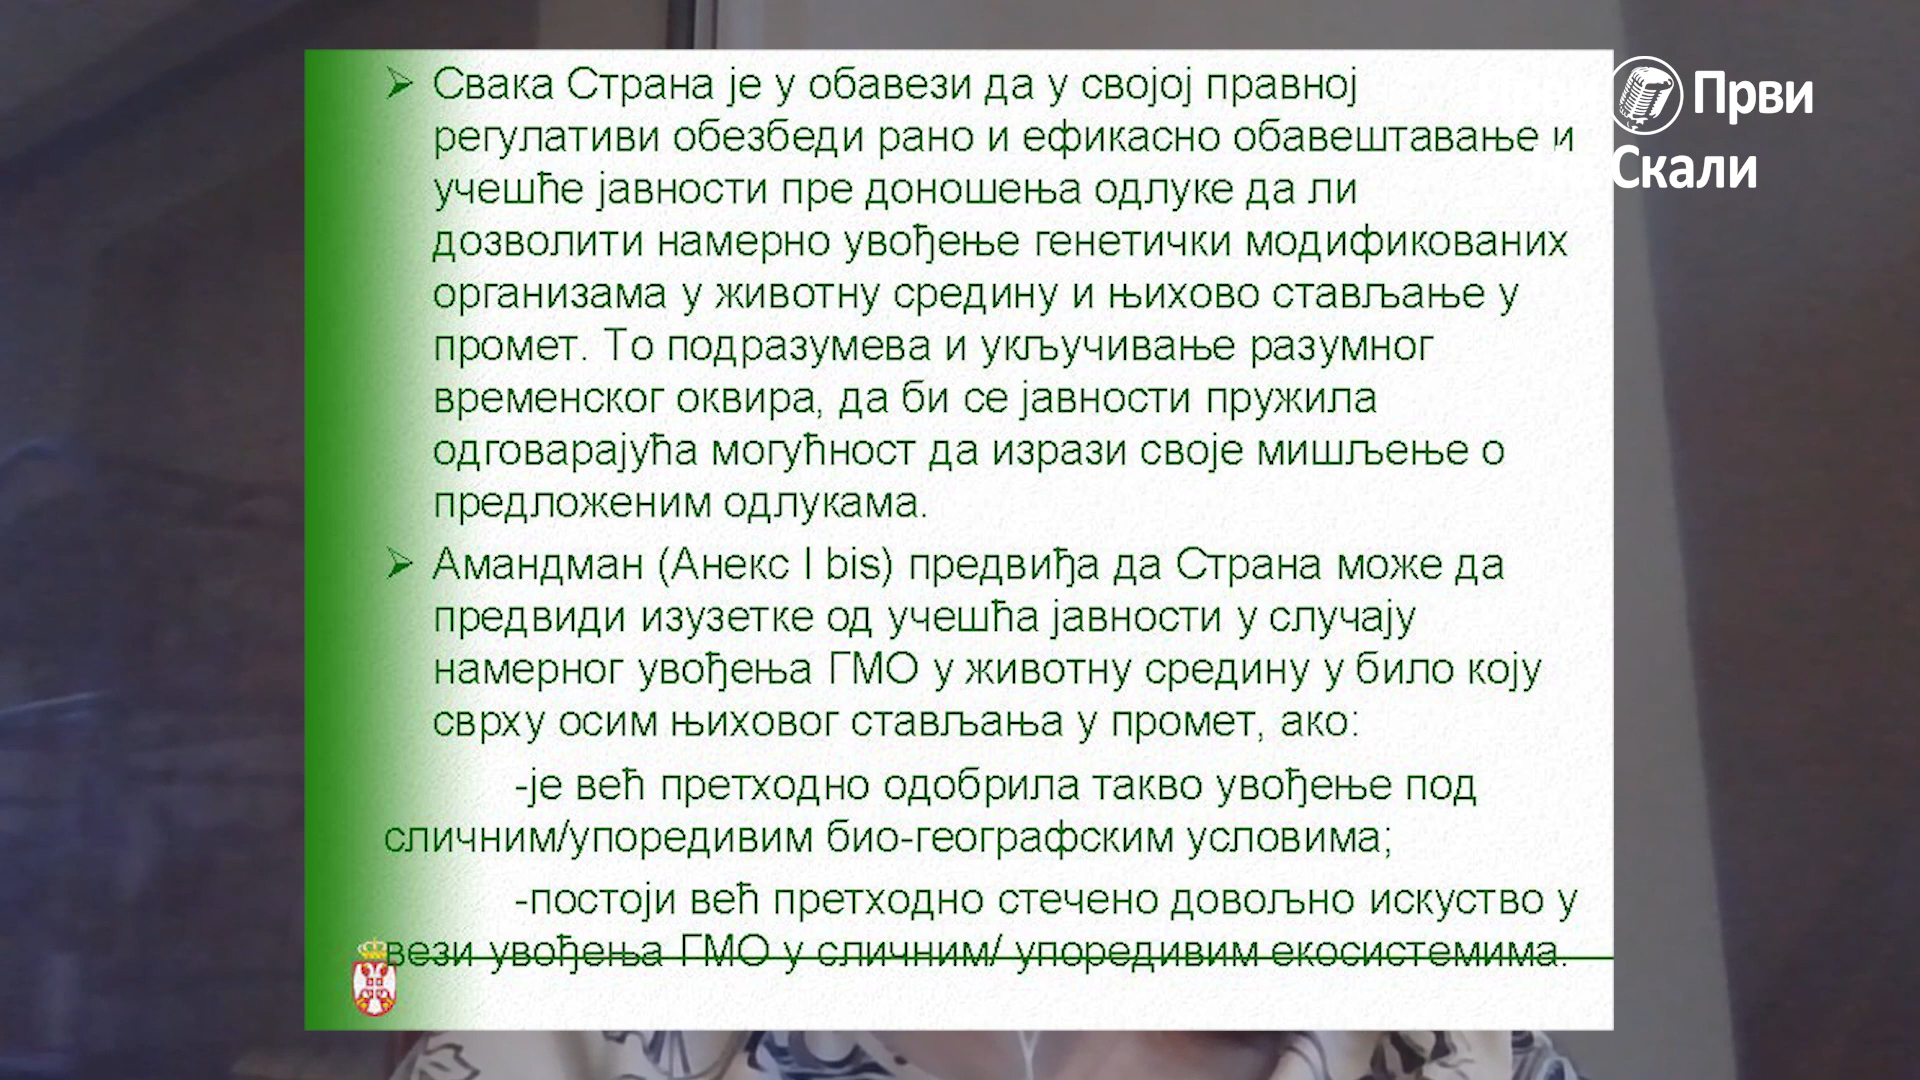 Свака Страна је у обавези да у својој правној
регулативи обезбеди рано и ефикасно обавештавање и
учешће јавности пре доношења одлуке да ли
дозволити намерно увођење генетички модификованих
организама у животну средину и њихово стављање у
промет. То подразумева и укључивање разумног
временског оквира, да би се јавности пружила
одговарајућа могућност да изрази своје мишљење о
предложеним одлукама.
Амандман (Анекс I bis) предвиђа да Страна може да
предвиди изузетке од учешћа јавности у случају
намерног увођења ГМО у животну средину у било коју
сврху осим њиховог стављања у промет, ако:
-је већ претходно одобрила такво увођење под
сличним/упоредивим био-географским условима;
-постоји већ претходно стечено довољно искуство у
вези увођења ГМО у сличним/ упоредивим екосистемима.
Први
Скали